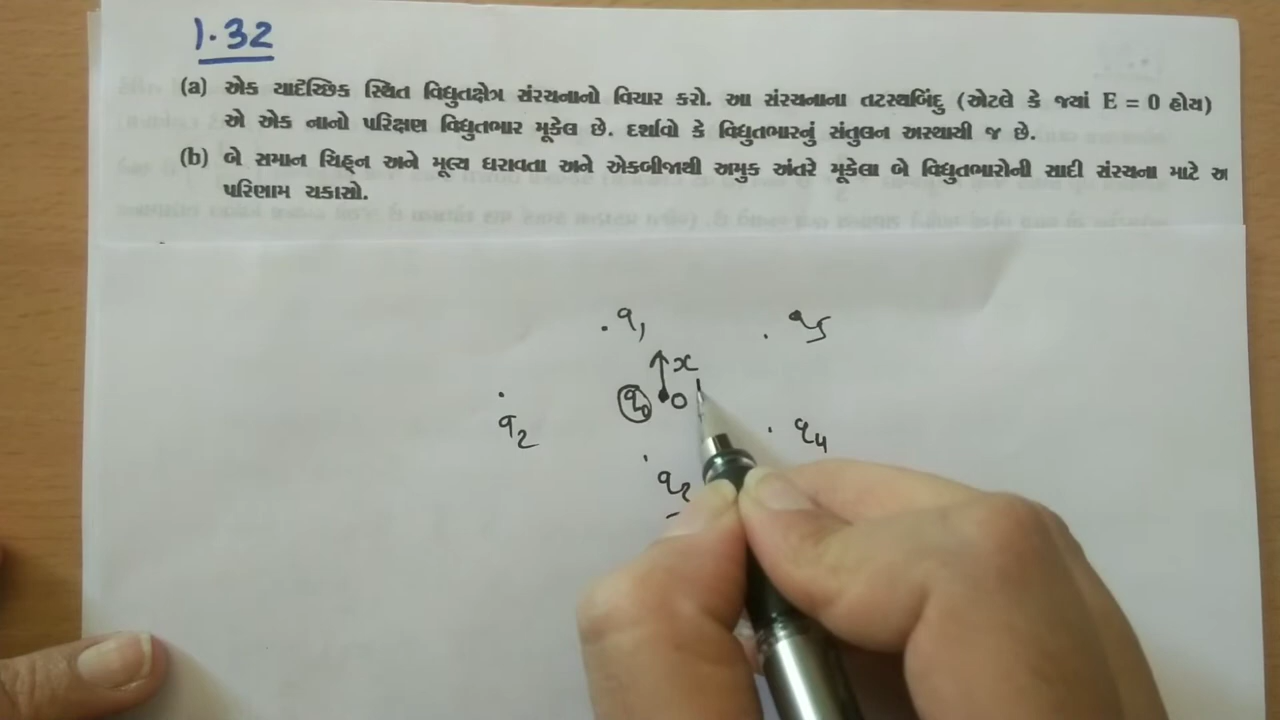 1.32
(a) એક યાદચ્છિક સ્થિત વિદ્યુતક્ષેત્ર સંરચનાનો વિચાર કરો. આ સંરચનાના તટસ્થબિંદુ (એટલે કે જ્યાં E = 0 હોય)
એ એક નાનો પરિક્ષણ વિદ્યુતભાર મૂકેલ છે. દર્શાવો કે વિદ્યુતભારનું સંતુલન અસ્થાયી જ છે.
(b) બે સમાન ચિહ્ન અને મૂલ્ય ધરાવતા અને એકબીજાથી અમુક અંતરે મૂકેલા બે વિદ્યુતભારોની સાદી સંરચના માટે અ
પરિણામ ચકાસો.
q1 q5
x
q0 O
q2 q4